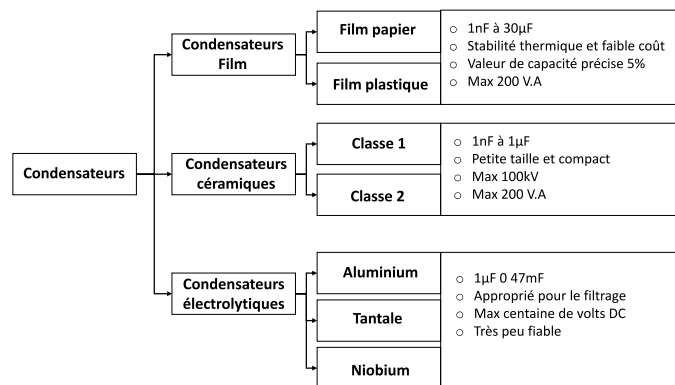 Condensateurs
Condensateurs
Film
Film papier
Film plastique
○ 1nF à 30µF
○ Stabilité thermique et faible coût
○ Valeur de capacité précise 5%
○ Max 200 V.A
Condensateurs
céramiques
Classe 1
Classe 2
○ 1nF à 1µF
○ Petite taille et compact
○ Max 100kV
○ Max 200 V.A
Condensateurs
électrolytiques
Aluminium
Tantale
Niobium
○ 1µF 0 47mF
○ Approprié pour le filtrage
○ Max centaine de volts DC
○ Très peu fiable